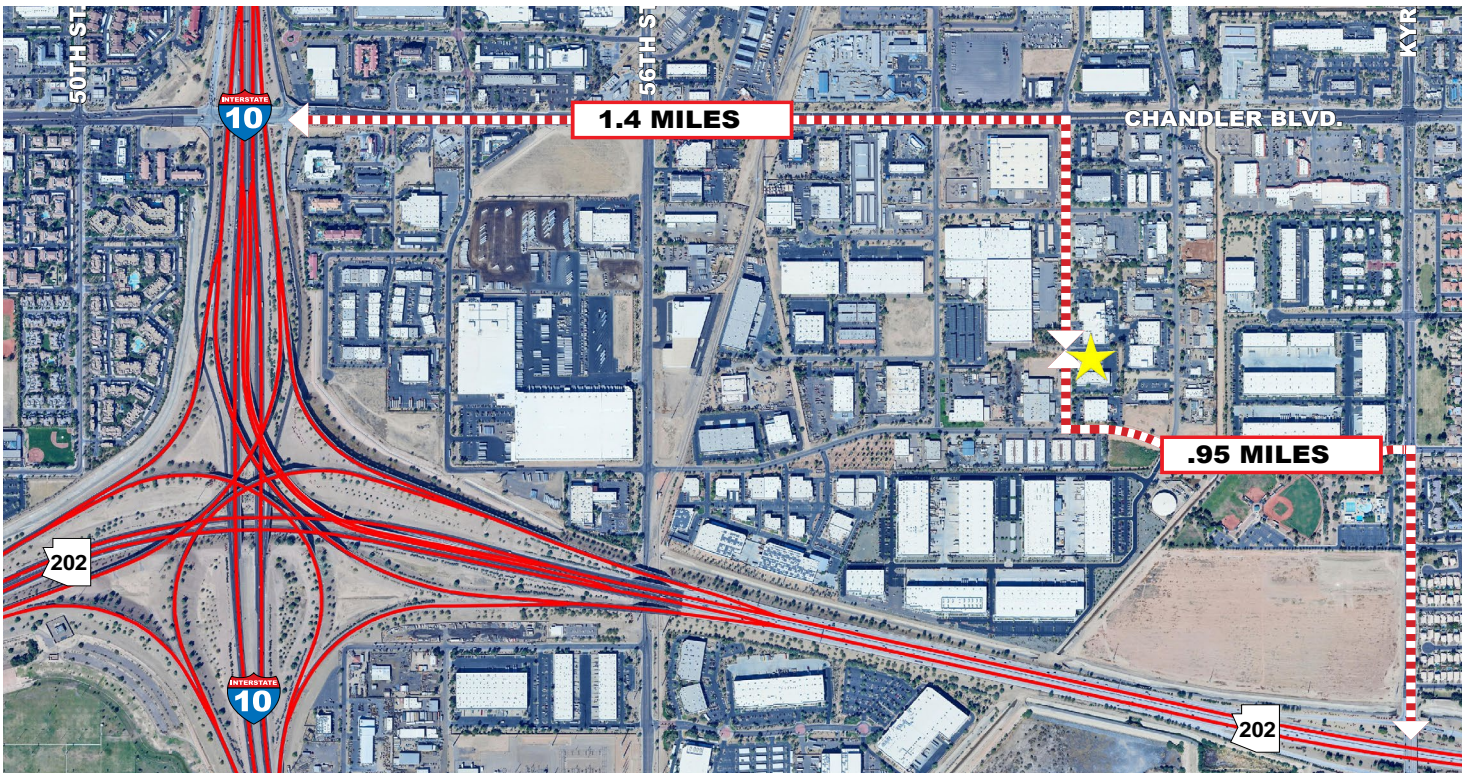 50TH ST.
56TH ST
KYR
INTERSTATE
10
1.4 MILES
CHANDLER BLVD.
.95 MILES
202
INTERSTATE
10
202